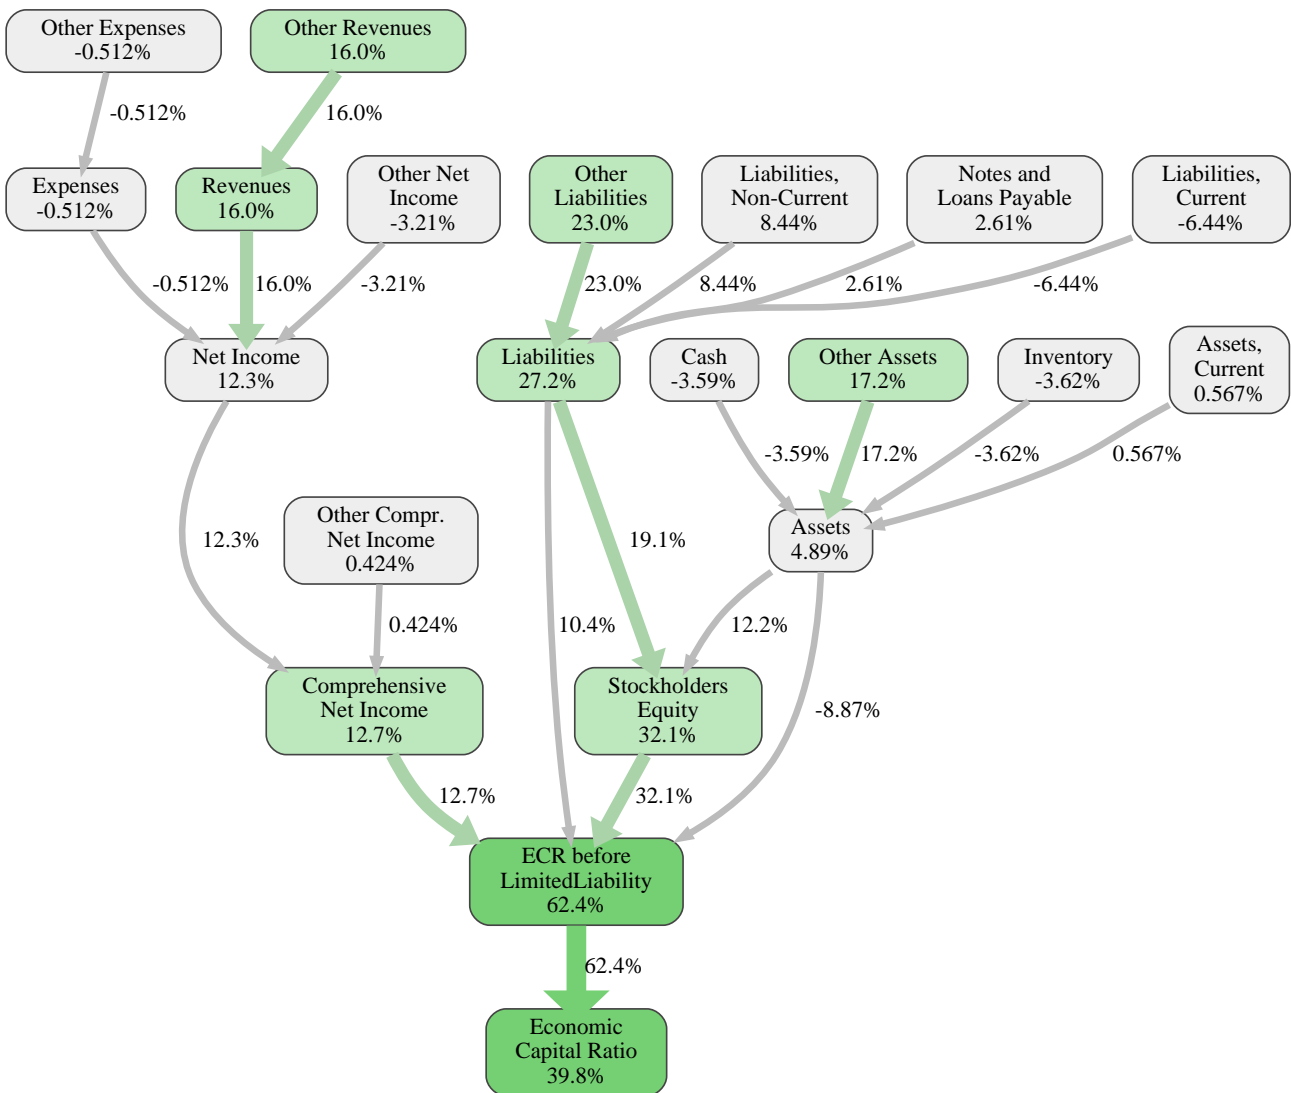 Other Expenses
-0.512%
Other Revenues
16.0%
-0.512%
16.0%
Expenses
-0.512%
Revenues
16.0%
Other Net
Income
-3.21%
Other
Liabilities
23.0%
Liabilities,
Non-Current
8.44%
Notes and
Loans Payable
2.61%
Liabilities,
Current
-6.44%
-0.512%
16.0%
-3.21%
23.0%
8.44%
2.61%
-6.44%
Net Income
12.3%
Liabilities
27.2%
Cash
-3.59%
Other Assets
17.2%
Inventory
-3.62%
Assets,
Current
0.567%
-3.59%
17.2%
-3.62%
0.567%
Other Compr.
Net Income
0.424%
Assets
4.89%
12.3%
19.1%
0.424%
10.4%
12.2%
Comprehensive
Net Income
12.7%
Stockholders
Equity
32.1%
-8.87%
12.7%
32.1%
ECR before
LimitedLiability
62.4%
62.4%
Economic
Capital Ratio
39.8%